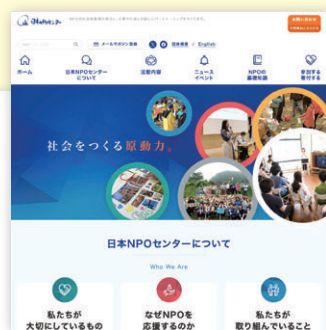 日本NPOセンター
お問い合わせ
メールマガジン登録
団体概要 / English
ホーム
日本NPOセンター
について
活動内容
ニュース
イベント
NPOの
基礎知識
参加する
寄付する
社会をつくる原動力。
日本NPOセンターについて
Who We Are
私たちが
大切にしているもの
なぜNPOを
応援するのか
私たちが
取り組んでいること